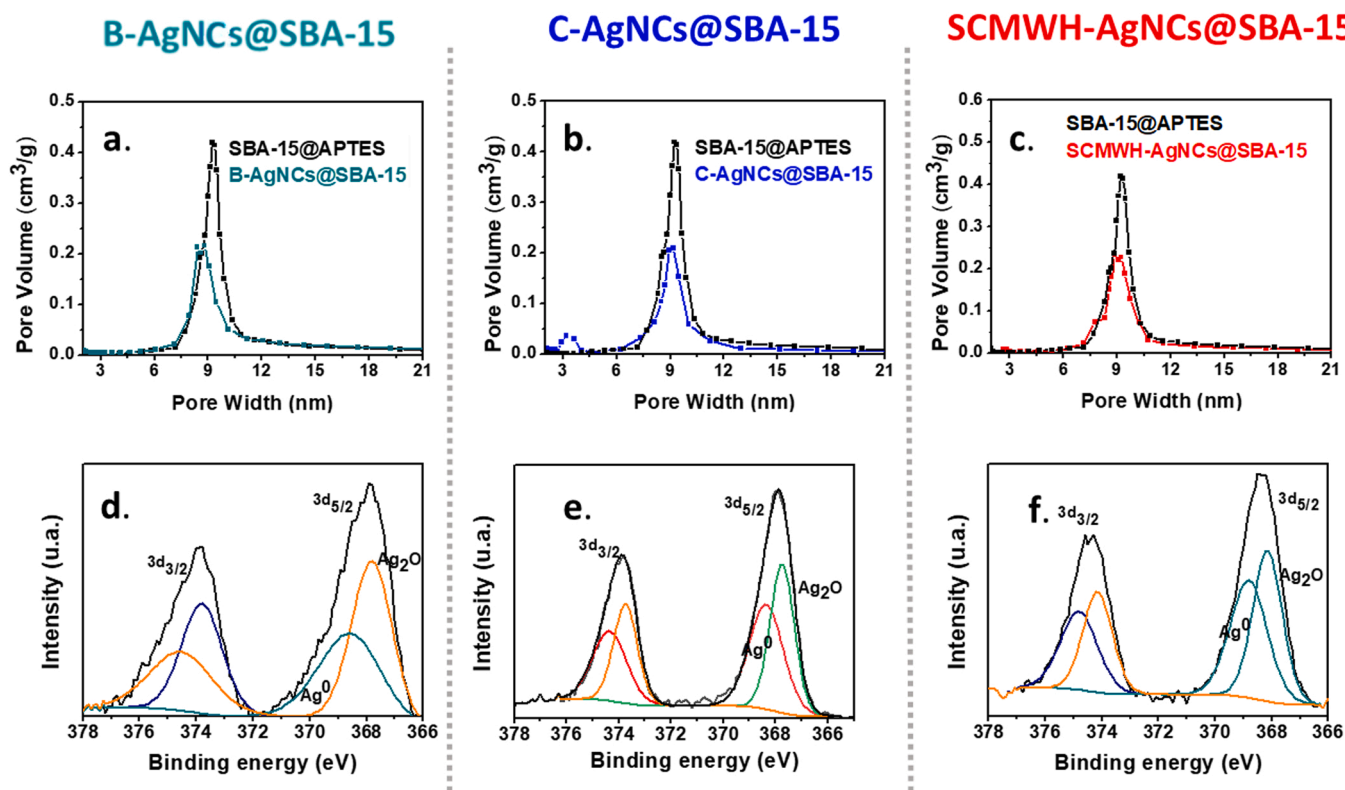 B-AgNCs@SBA-15
C-AgNCs@SBA-15
SCMWH-AgNCs@SBA-15
a.
SBA-15@APTES
B-AgNCs@SBA-15
Pore Volume (cm³/g)
0.5
0.4
0.3
0.2
0.1
0.0
3 6 9 12 15 18 21
Pore Width (nm)
b.
SBA-15@APTES
C-AgNCs@SBA-15
Pore Volume (cm³/g)
0.5
0.4
0.3
0.2
0.1
0.0
3 6 9 12 15 18 21
Pore Width (nm)
c.
SBA-15@APTES
SCMWH-AgNCs@SBA-15
Pore Volume (cm³/g)
0.6
0.5
0.4
0.3
0.2
0.1
0.0
3 6 9 12 15 18 21
Pore Width (nm)
d.
3d3/2
3d5/2
Ag₂O
Ag⁰
Intensity (u.a.)
378 376 374 372 370 368 366
Binding energy (eV)
e.
3d3/2
3d5/2
Ag₂O
Ag⁰
Intensity (u.a.)
378 376 374 372 370 368 366
Binding energy (eV)
f.
3d3/2
3d5/2
Ag₂O
Ag⁰
Intensity (u.a.)
378 376 374 372 370 368 366
Binding energy (eV)